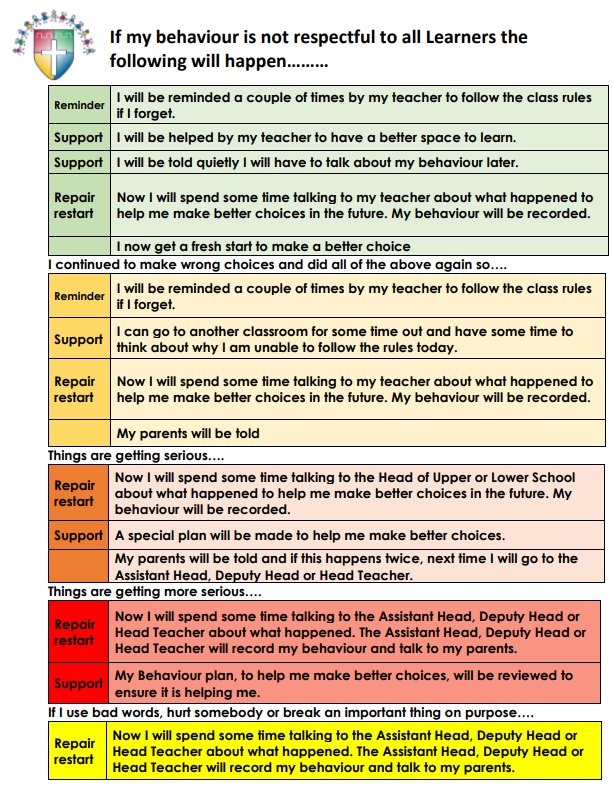 If my behaviour is not respectful to all Learners the
following will happen………
Reminder
I will be reminded a couple of times by my teacher to follow the class rules
if I forget.
Support
I will be helped by my teacher to have a better space to learn.
Support
I will be told quietly I will have to talk about my behaviour later.
Repair
restart
Now I will spend some time talking to my teacher about what happened to
help me make better choices in the future. My behaviour will be recorded.
I now get a fresh start to make a better choice
I continued to make wrong choices and did all of the above again so….
Reminder
I will be reminded a couple of times by my teacher to follow the class rules
if I forget.
Support
I can go to another classroom for some time out and have some time to
think about why I am unable to follow the rules today.
Repair
restart
Now I will spend some time talking to my teacher about what happened to
help me make better choices in the future. My behaviour will be recorded.
My parents will be told
Things are getting serious….
Repair
restart
Now I will spend some time talking to the Head of Upper or Lower School
about what happened to help me make better choices in the future. My
behaviour will be recorded.
Support
A special plan will be made to help me make better choices.
My parents will be told and if this happens twice, next time I will go to the
Assistant Head, Deputy Head or Head Teacher.
Things are getting more serious….
Repair
restart
Now I will spend some time talking to the Assistant Head, Deputy Head or
Head Teacher about what happened. The Assistant Head, Deputy Head or
Head Teacher will record my behaviour and talk to my parents.
Support
My Behaviour plan, to help me make better choices, will be reviewed to
ensure it is helping me.
If I use bad words, hurt somebody or break an important thing on purpose….
Repair
restart
Now I will spend some time talking to the Assistant Head, Deputy Head or
Head Teacher about what happened. The Assistant Head, Deputy Head or
Head Teacher will record my behaviour and talk to my parents.